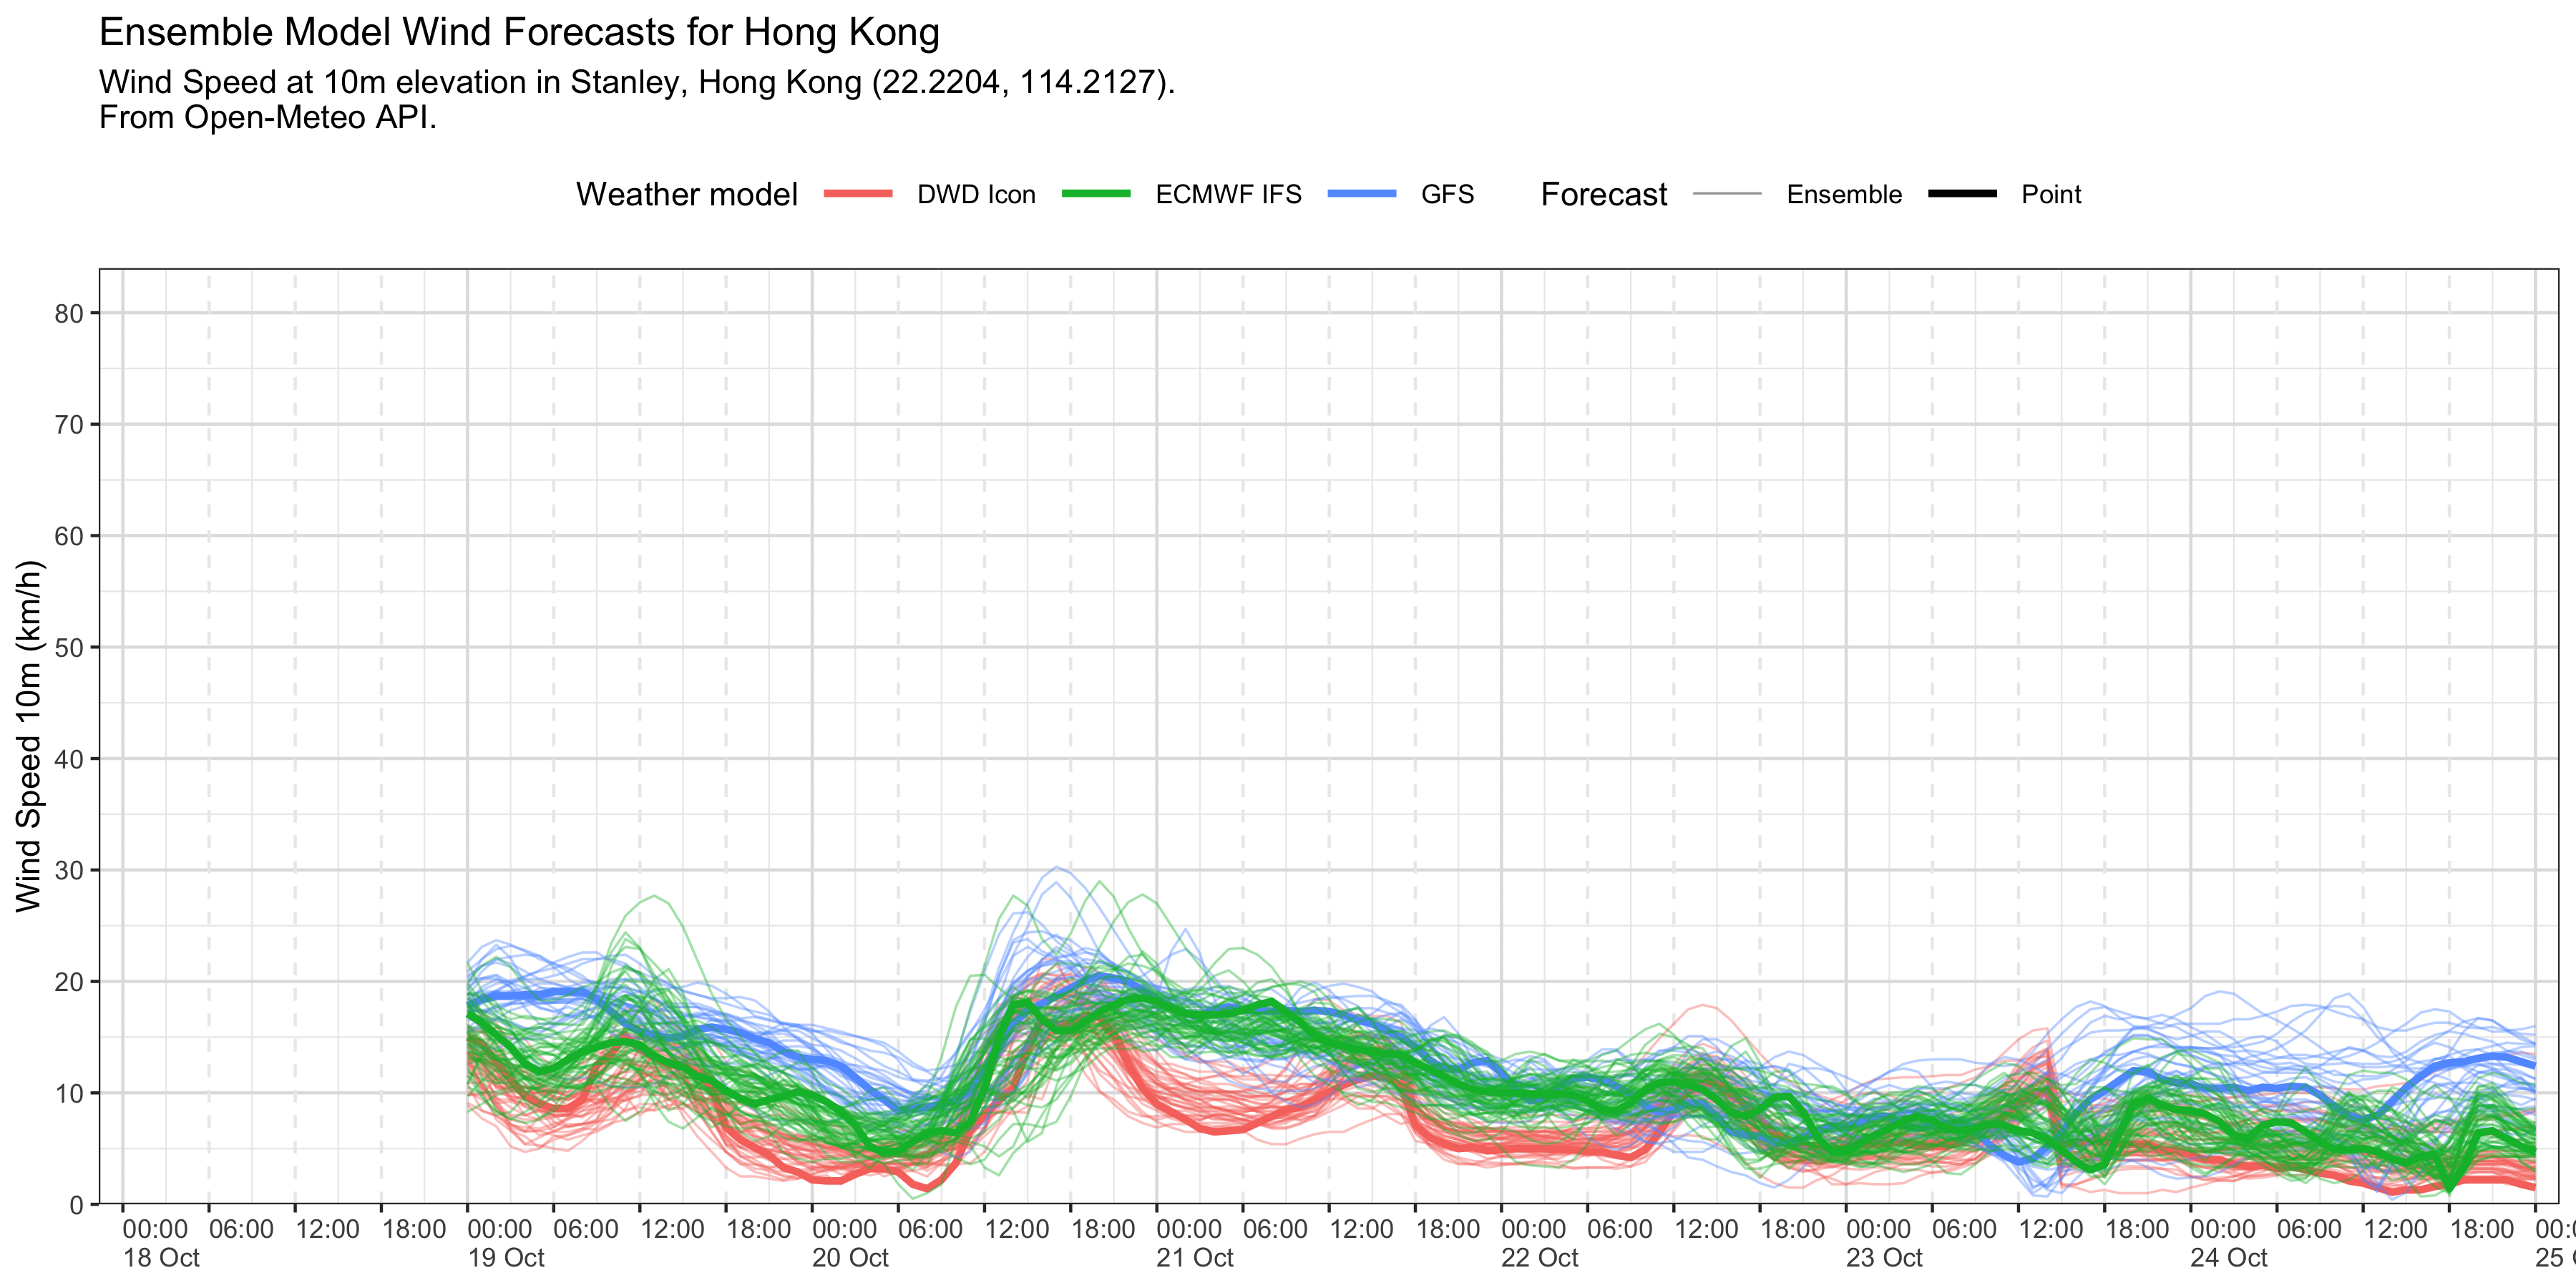 Ensemble Model Wind Forecasts for Hong Kong
Wind Speed at 10m elevation in Stanley, Hong Kong (22.2204, 114.2127).
From Open-Meteo API.
Weather model DWD Icon ECMWF IFS GFS Forecast Ensemble Point
Wind Speed 10m (km/h)
80
70
60
50
40
30
20
10
0
00:00 06:00 12:00 18:00 00:00 06:00 12:00 18:00 00:00 06:00 12:00 18:00 00:00 06:00 12:00 18:00 00:00 06:00 12:00 18:00 00:00 06:00 12:00 18:00 00:00 06:00 12:00 18:00
18 Oct 19 Oct 20 Oct 21 Oct 22 Oct 23 Oct 24 Oct 25